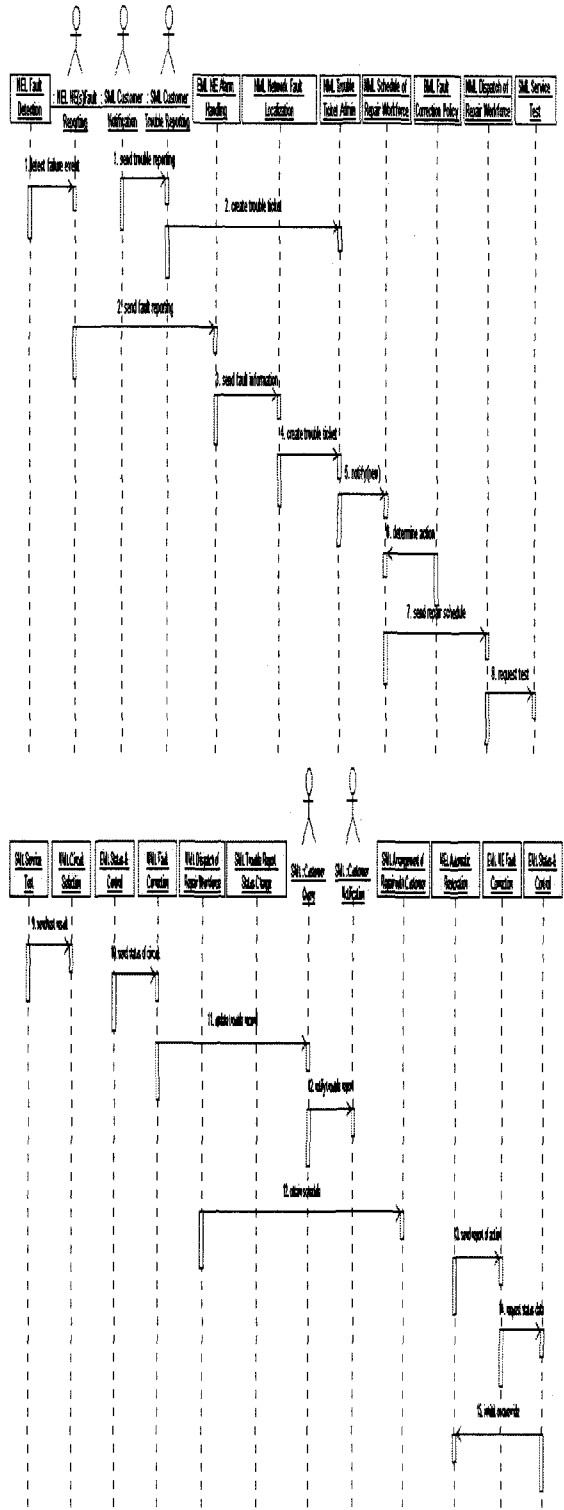 NEL Fault
Detection
: NEL NE(s)Fault
Reporting
: SML Customer
Notification
: SML Customer
Trouble Reporting
EML NE Alarm
Handling
NML Network Fault
Localization
NML Trouble
Ticket Admin
NML Schedule of
Repair Workforce
BML Fault
Correction Policy
NML Dispatch of
Repair Workforce
SML Service
Test
1. detect failure event
1. send trouble reporting
2. create trouble ticket
2. send fault reporting
3. send fault information
4. create trouble ticket
5. notify(new)
6. determine action
7. send repair schedule
8. request test
SML Service
Test
NML Circuit
Selection
EML Status &
Control
NML Fault
Correction
NML Dispatch of
Repair Workforce
SML Trouble Report
Status Change
SML :Customer
Query
SML :Customer
Notification
SML Arrangement of
Repair with Customer
NEL Automatic
Restoration
EML NE Fault
Correction
EML Status &
Control
9. send test result
10. send status of circuit
11. update trouble record
12. notify trouble report
12. obtain schedule
13. send report of action
14. request status data
15. inhibit